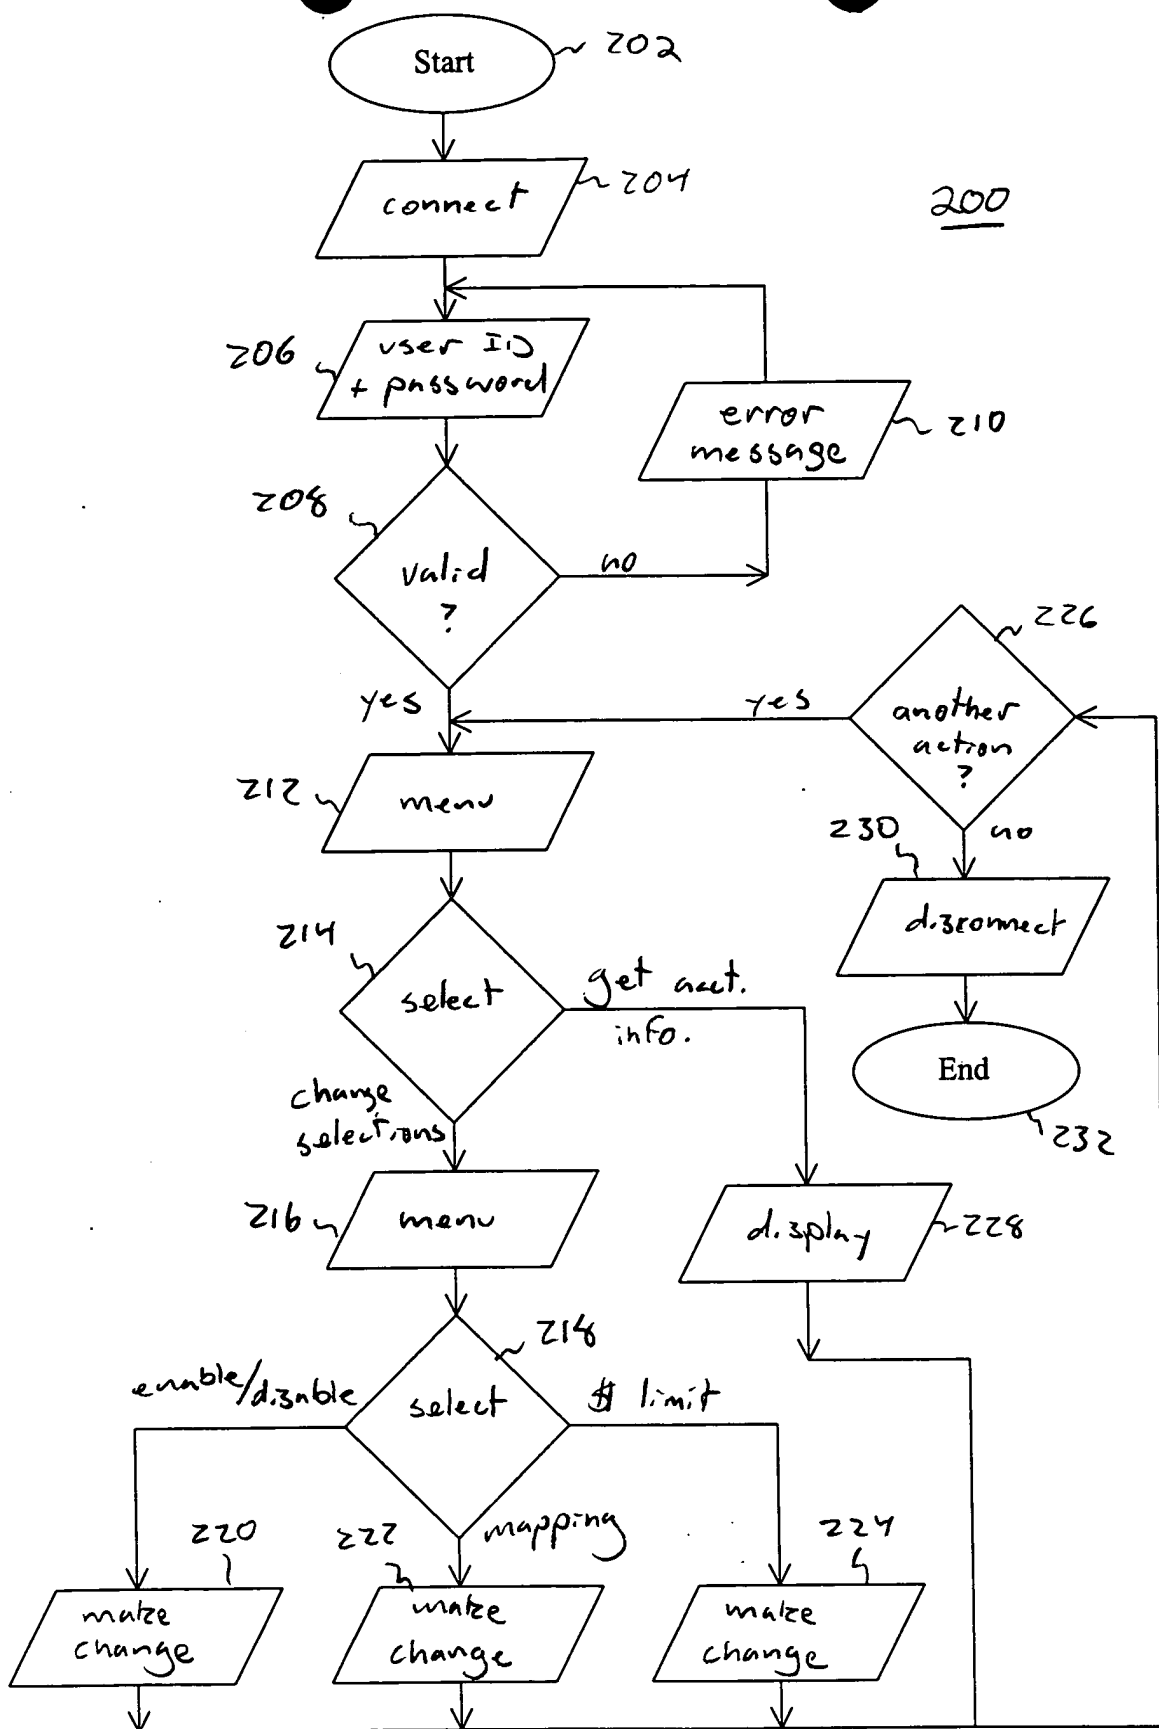 Start
202
connect
204
200
206
user ID
+ password
error
message
210
208
valid
?
no
226
yes
yes
another
action
?
212
menu
230
no
disconnect
214
select
get acct.
info.
End
change
selections
232
216
menu
display
228
218
enable/disable
select
$ limit
220
222
mapping
224
make
change
make
change
make
change